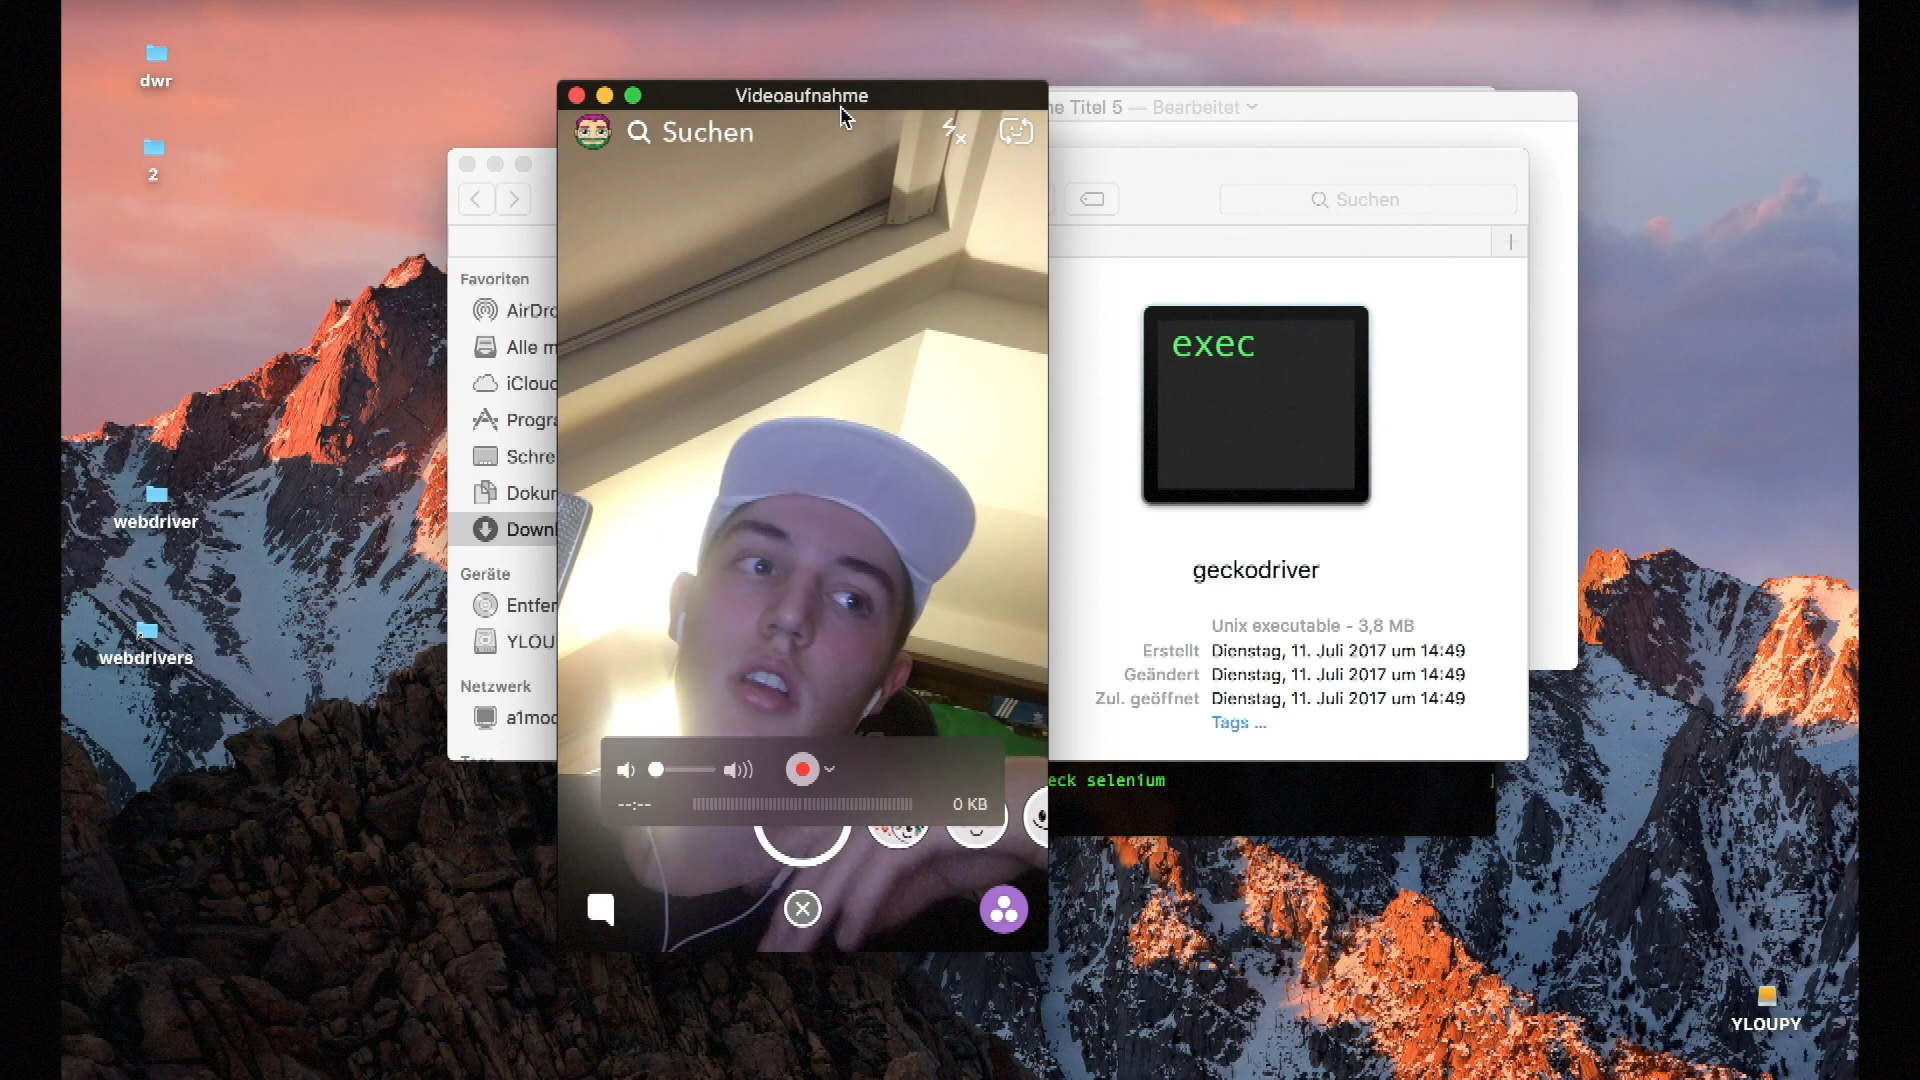 dwr
2
webdriver
webdrivers
YLOUPY
Videoaufnahme
Suchen
--:--
0 KB
Titel 5 — Bearbeitet
Suchen
Favoriten
AirDro
Alle m
iCloud
Progra
Schre
Dokun
Downl
Geräte
Entfer
YLOU
Netzwerk
a1mod
exec
geckodriver
Unix executable - 3,8 MB
Erstellt Dienstag, 11. Juli 2017 um 14:49
Geändert Dienstag, 11. Juli 2017 um 14:49
Zul. geöffnet Dienstag, 11. Juli 2017 um 14:49
Tags ...
eck selenium